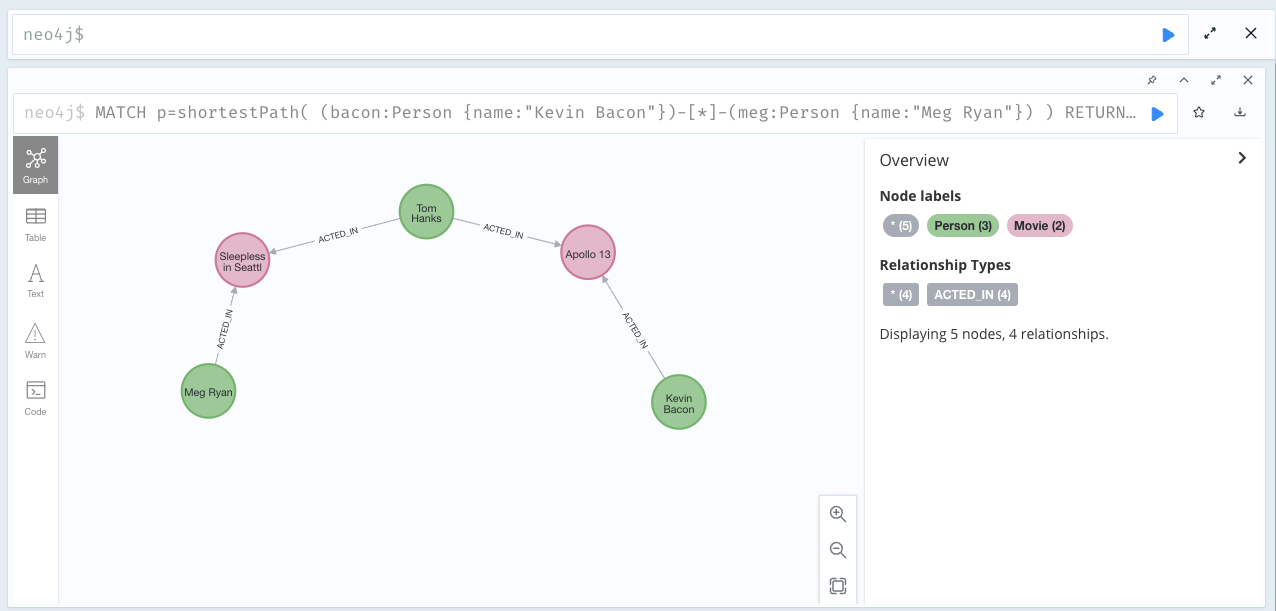 neo4j$
neo4j$ MATCH p=shortestPath( (bacon:Person {name:"Kevin Bacon"})-[*]-(meg:Person {name:"Meg Ryan"}) ) RETURN…
Graph
Table
Text
Warn
Code
Tom
Hanks
ACTED_IN
ACTED_IN
Sleepless
in Seattl
Apollo 13
ACTED_IN
ACTED_IN
Meg Ryan
Kevin
Bacon
Overview
Node labels
* (5) Person (3) Movie (2)
Relationship Types
* (4) ACTED_IN (4)
Displaying 5 nodes, 4 relationships.